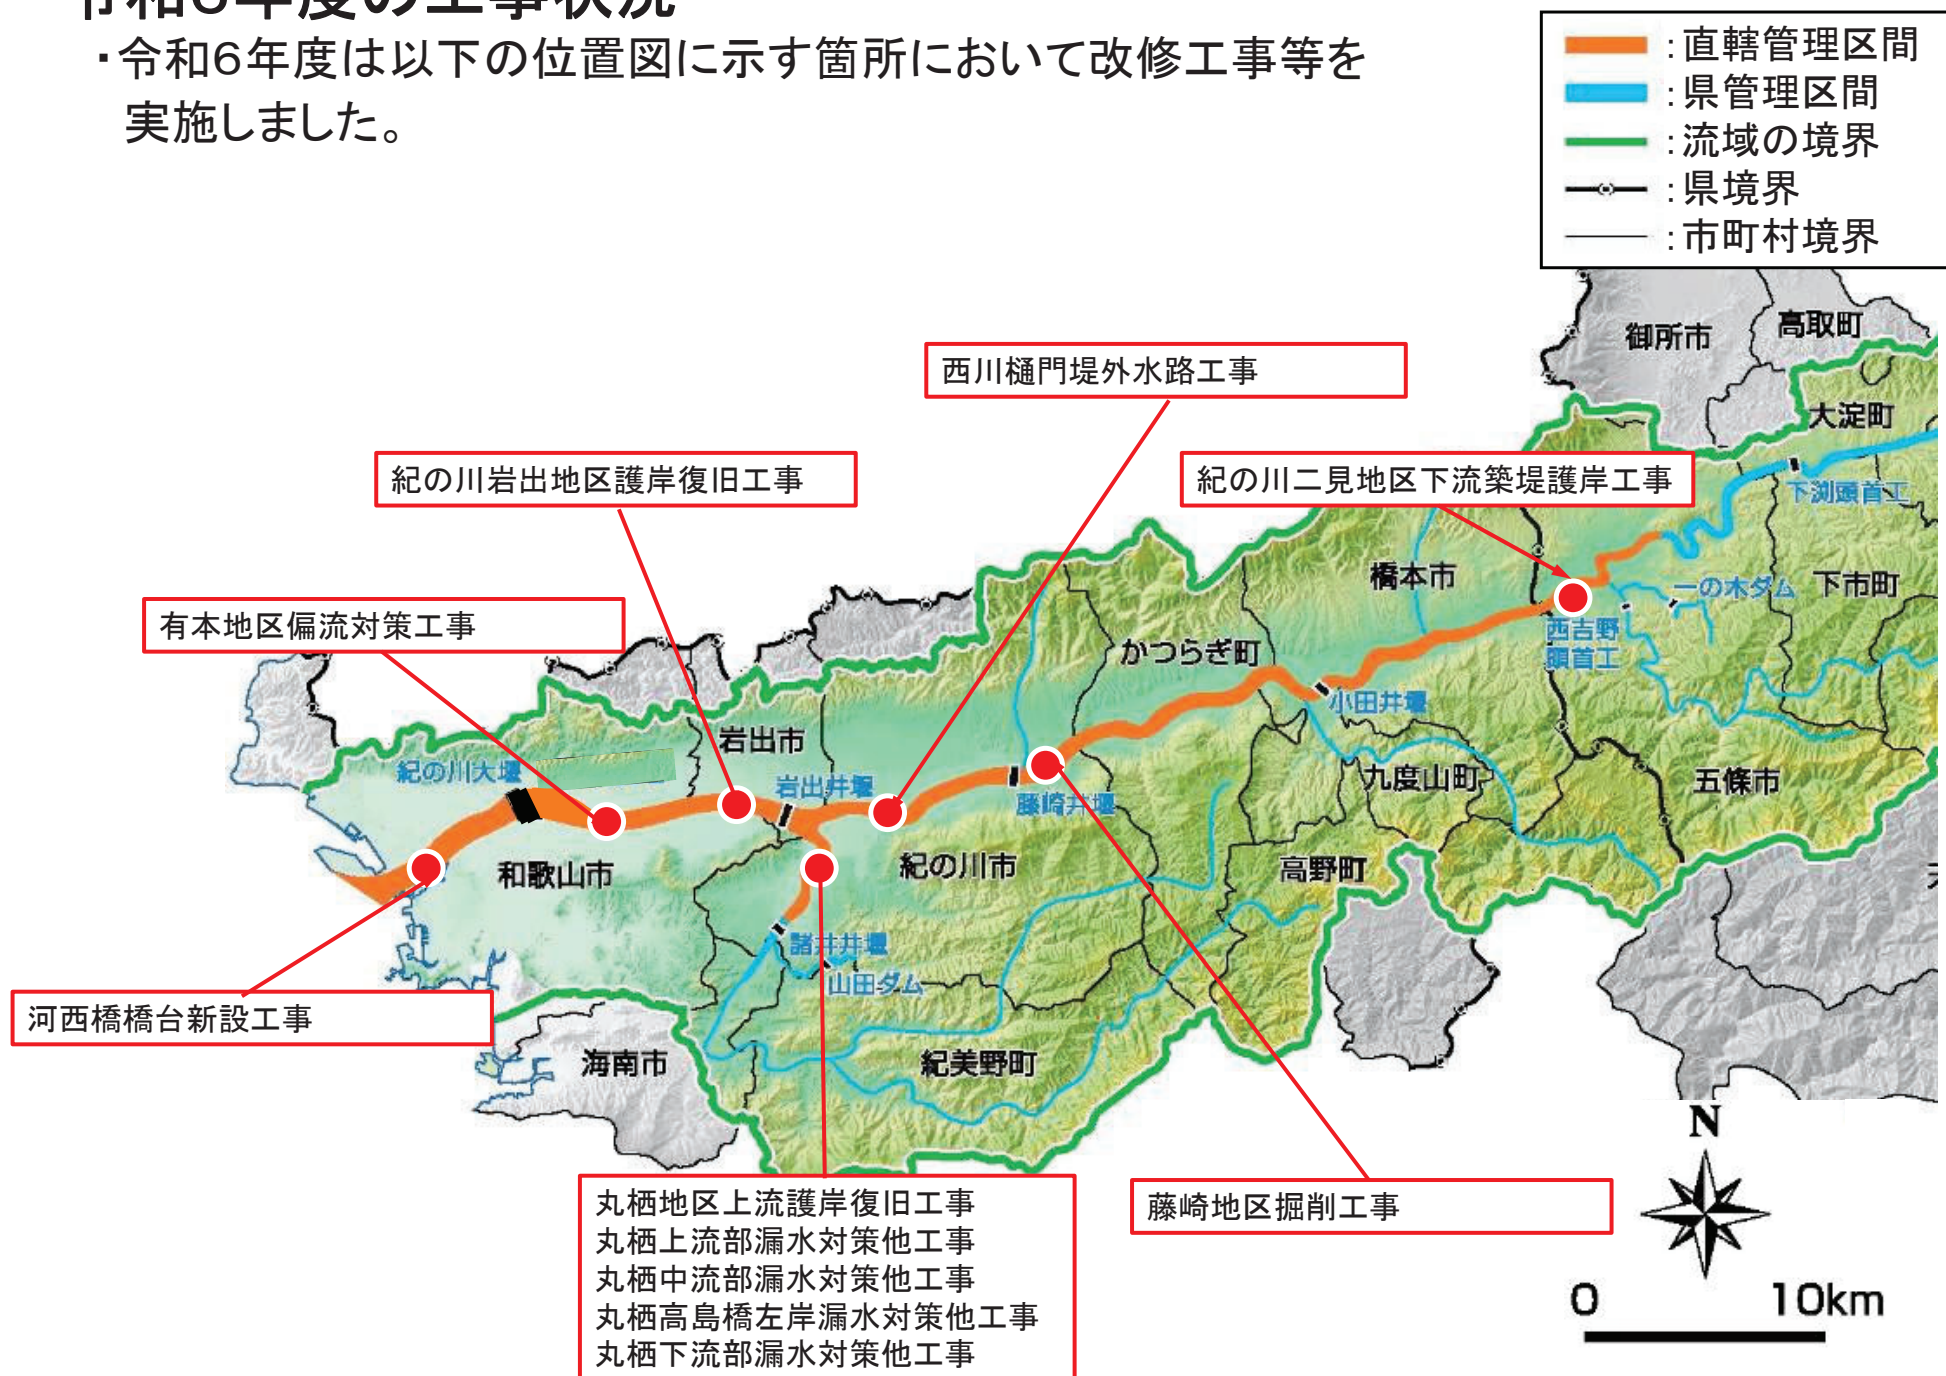 令和6年度の工事状況
・令和6年度は以下の位置図に示す箇所において改修工事等を
実施しました。
：直轄管理区間
：県管理区間
：流域の境界
：県境界
：市町村境界
御所市
高取町
西川樋門堤外水路工事
大淀町
紀の川岩出地区護岸復旧工事
紀の川二見地区下流築堤護岸工事
下渕頭首工
橋本市
一の木ダム
下市町
有本地区偏流対策工事
西吉野
頭首工
かつらぎ町
小田井堰
岩出市
紀の川大堰
岩出井堰
藤崎井堰
九度山町
五條市
和歌山市
紀の川市
高野町
諸井井堰
山田ダム
河西橋橋台新設工事
海南市
紀美野町
N
丸栖地区上流護岸復旧工事
丸栖上流部漏水対策他工事
丸栖中流部漏水対策他工事
丸栖高島橋左岸漏水対策他工事
丸栖下流部漏水対策他工事
藤崎地区掘削工事
0 10km